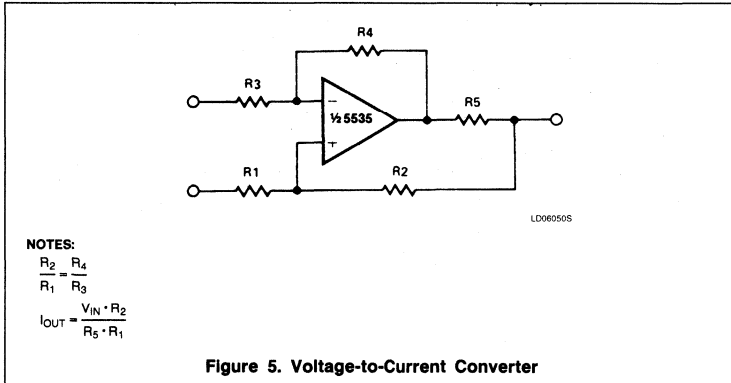 R4
R3
R5
½ 5535
−
+
R1
R2
LD06050S
NOTES:
R2/R1 = R4/R3
IOUT = VIN • R2 / R5 • R1
Figure 5. Voltage-to-Current Converter